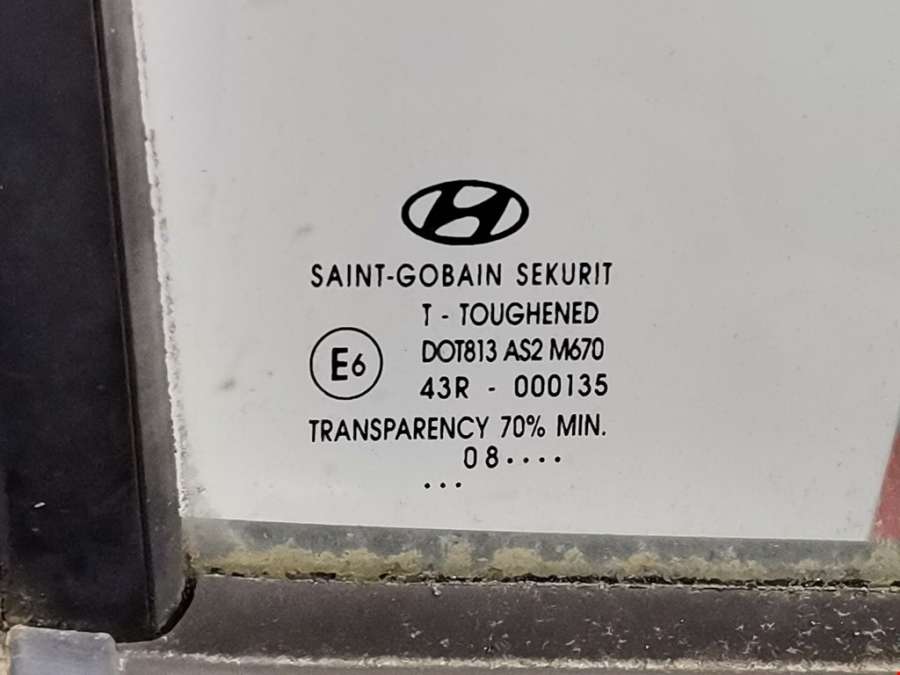 SAINT-GOBAIN SEKURIT
T - TOUGHENED
E6
DOT813 AS2 M670
43R - 000135
TRANSPARENCY 70% MIN.
08····
...